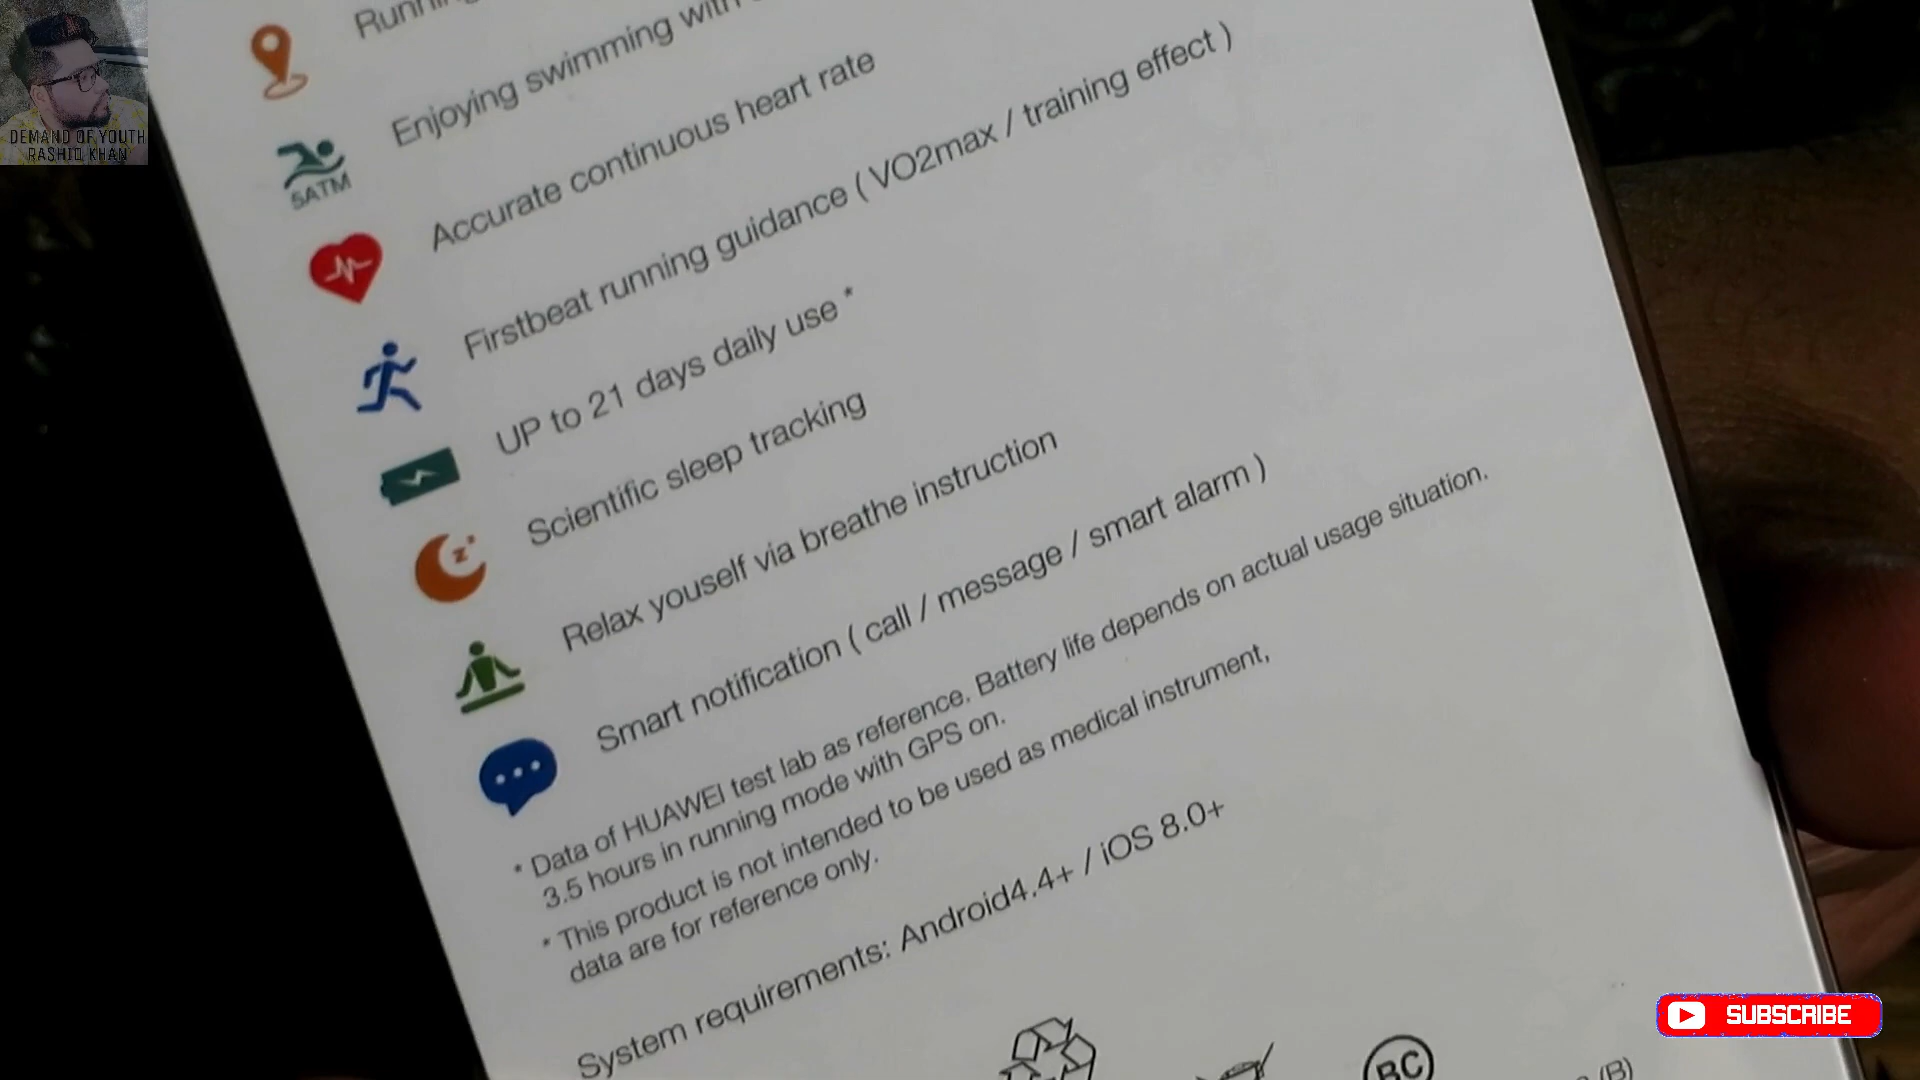 Running
Enjoying swimming with
5ATM
Accurate continuous heart rate
Firstbeat running guidance ( VO2max / training effect )
UP to 21 days daily use *
Scientific sleep tracking
Relax youself via breathe instruction
Smart notification ( call / message / smart alarm )
* Data of HUAWEI test lab as reference. Battery life depends on actual usage situation.
3.5 hours in running mode with GPS on.
* This product is not intended to be used as medical instrument,
data are for reference only.
System requirements: Android4.4+ / iOS 8.0+
BC
(B)
DEMAND OF YOUTH
RASHID KHAN
SUBSCRIBE